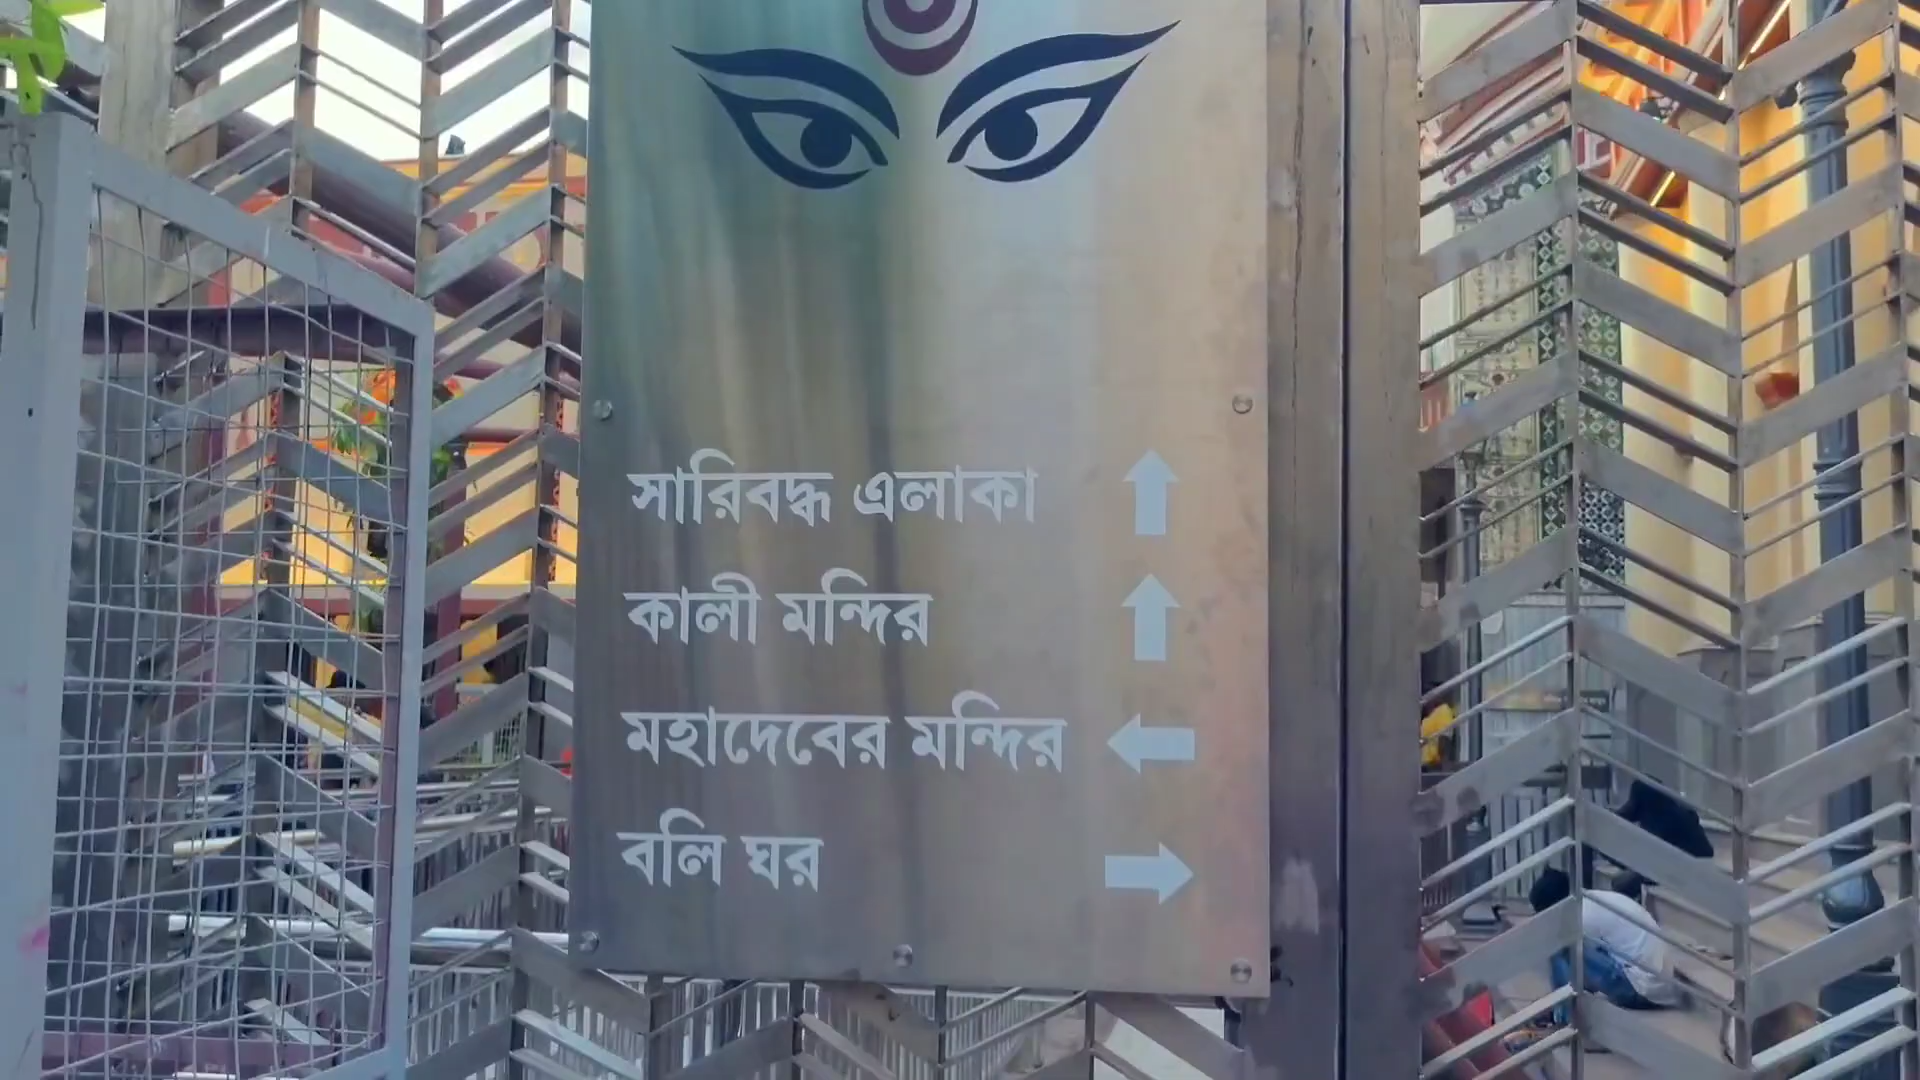 সারিবদ্ধ এলাকা
কালী মন্দির
মহাদেবের মন্দির
বলি ঘর